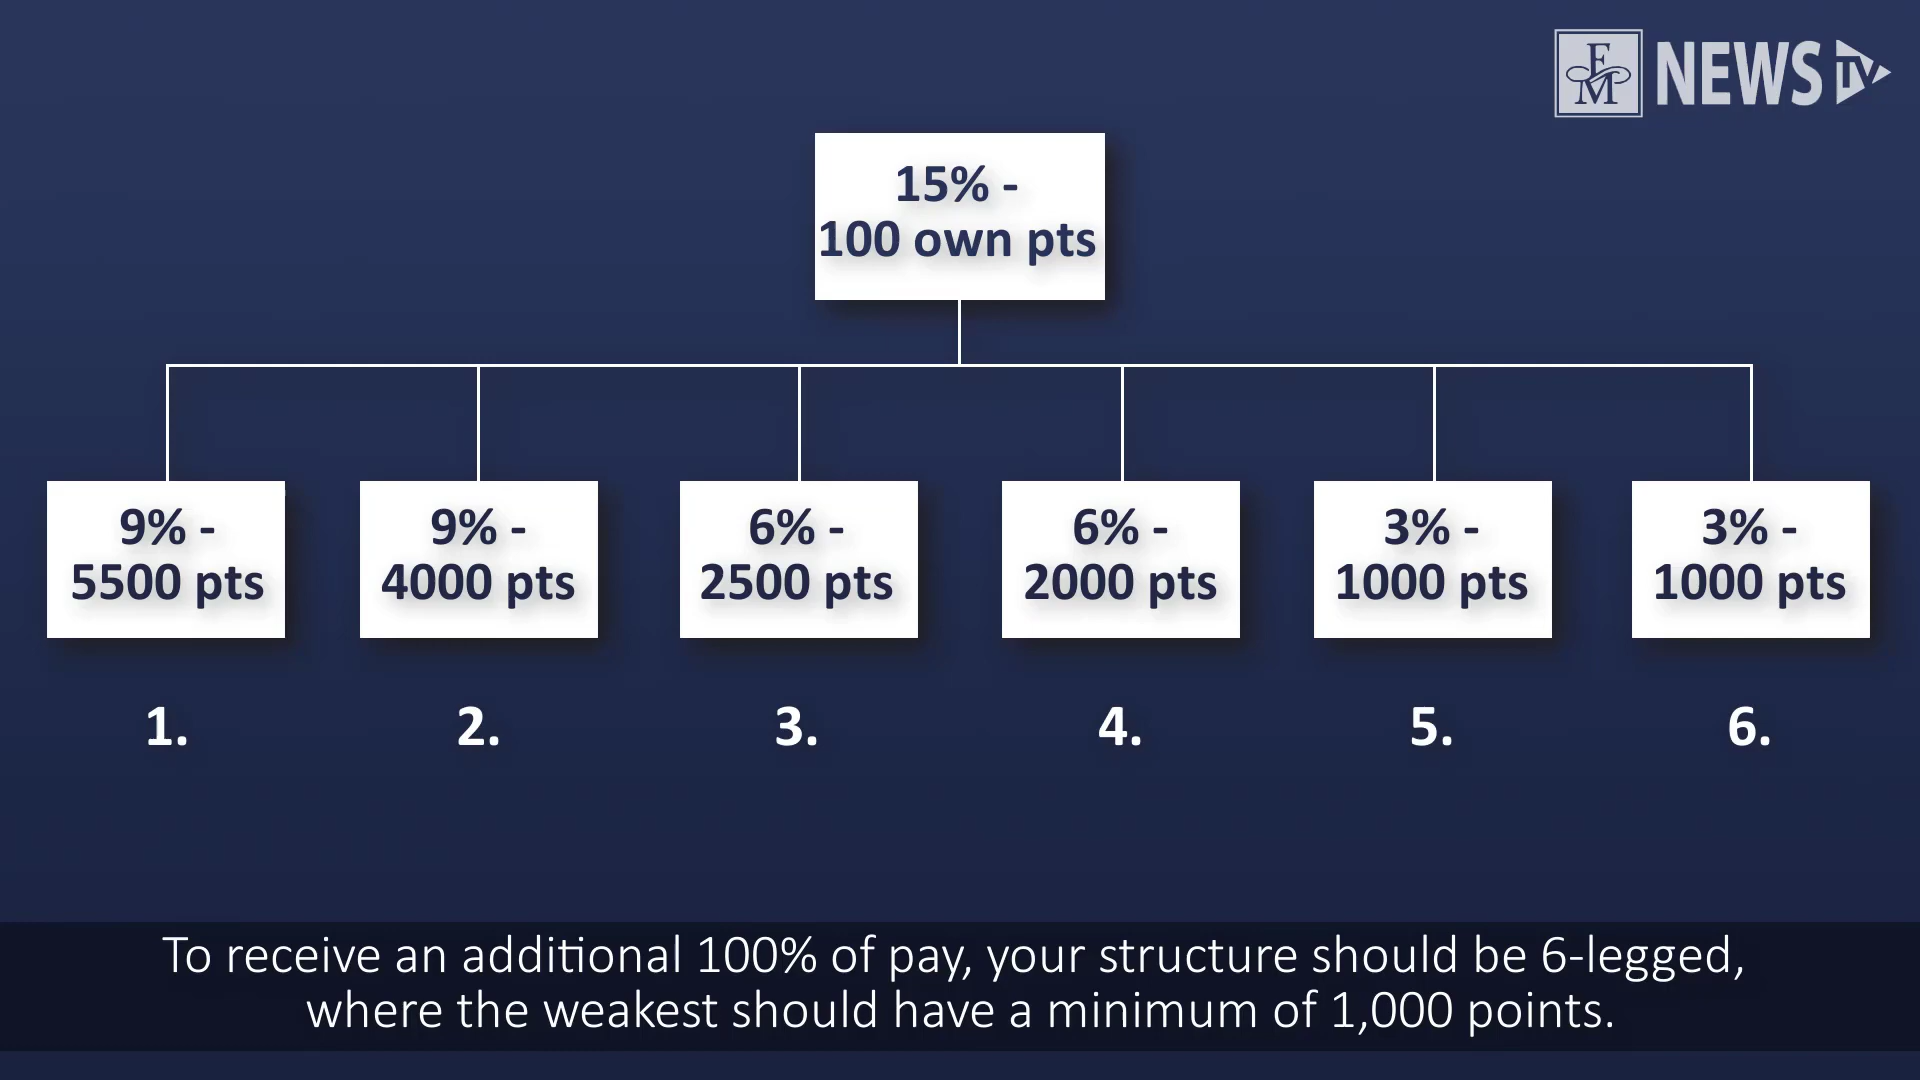 FM NEWS TV
15% -
100 own pts
9% -
5500 pts
9% -
4000 pts
6% -
2500 pts
6% -
2000 pts
3% -
1000 pts
3% -
1000 pts
1.
2.
3.
4.
5.
6.
To receive an additional 100% of pay, your structure should be 6-legged,
where the weakest should have a minimum of 1,000 points.